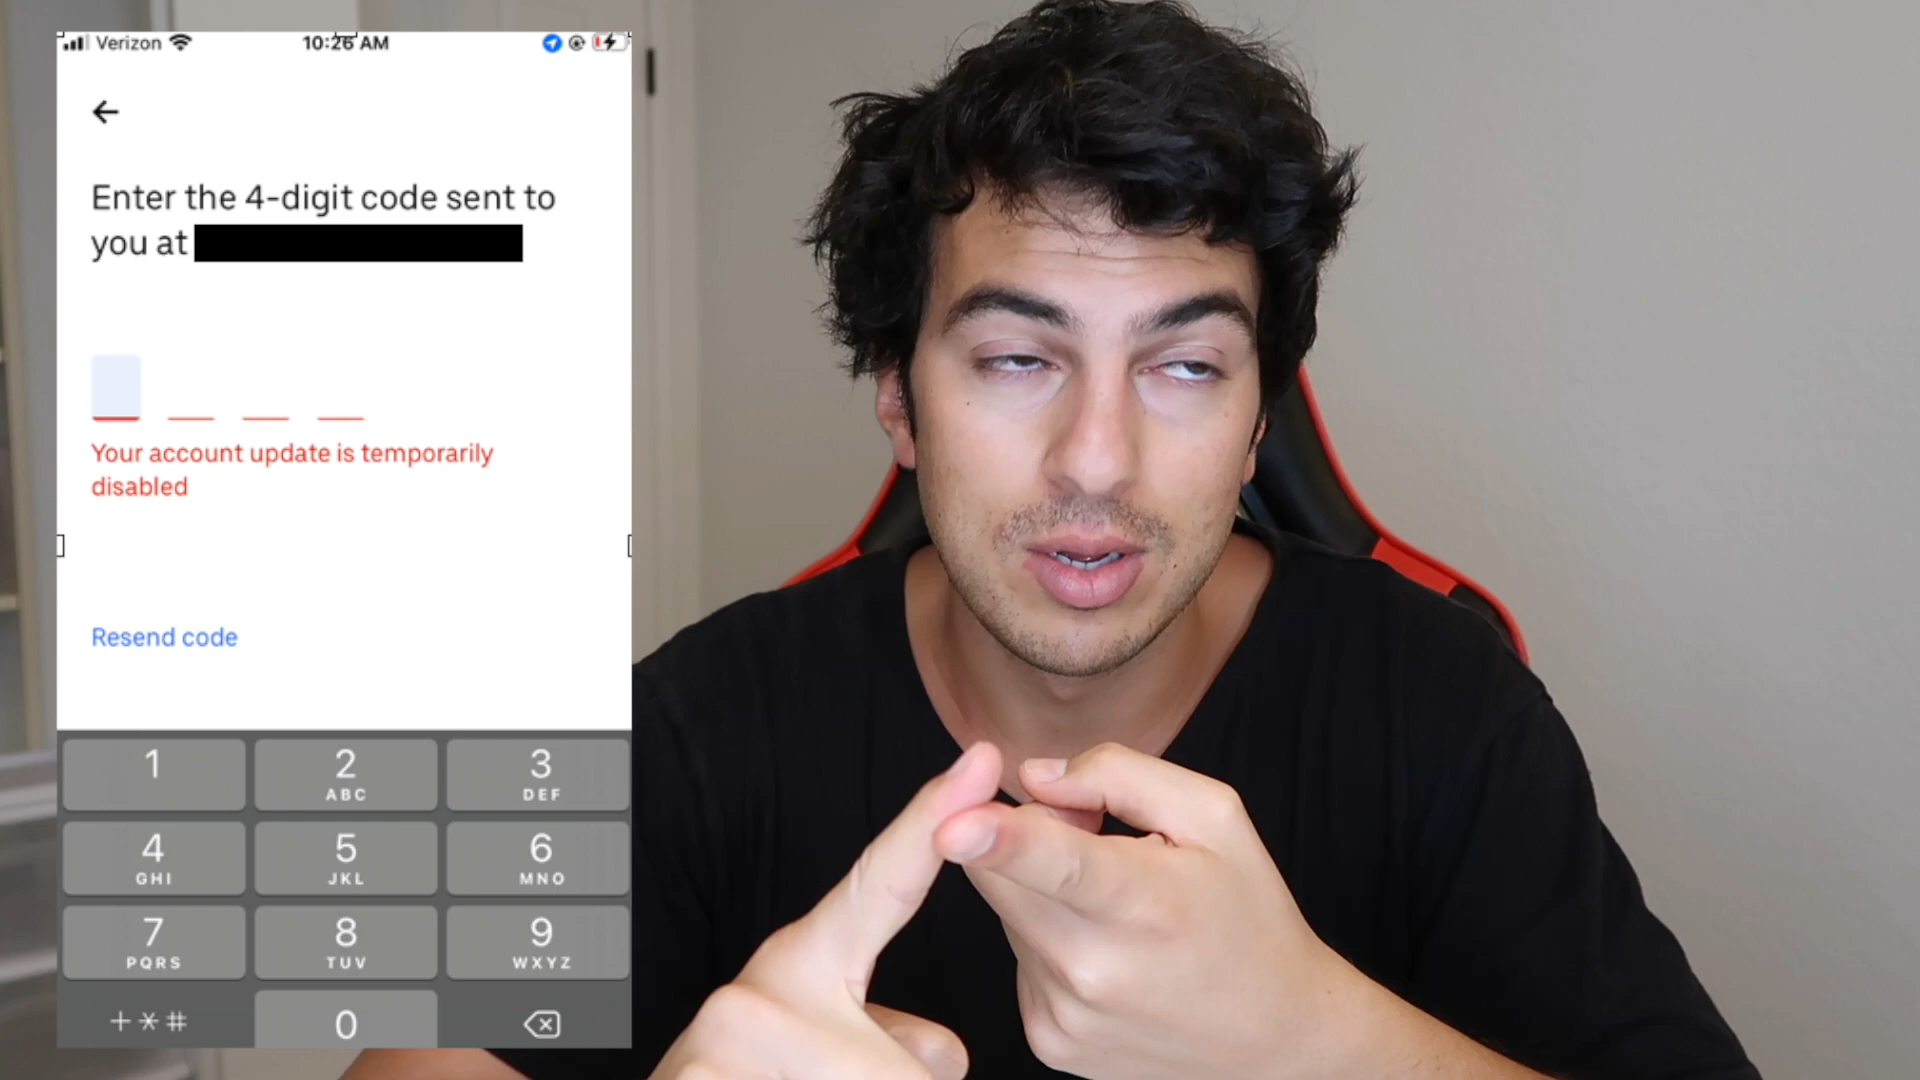 Verizon 10:26 AM
Enter the 4-digit code sent to
you at
Your account update is temporarily
disabled
Resend code
1 2 3
ABC DEF
4 5 6
GHI JKL MNO
7 8 9
PQRS TUV WXYZ
+*# 0